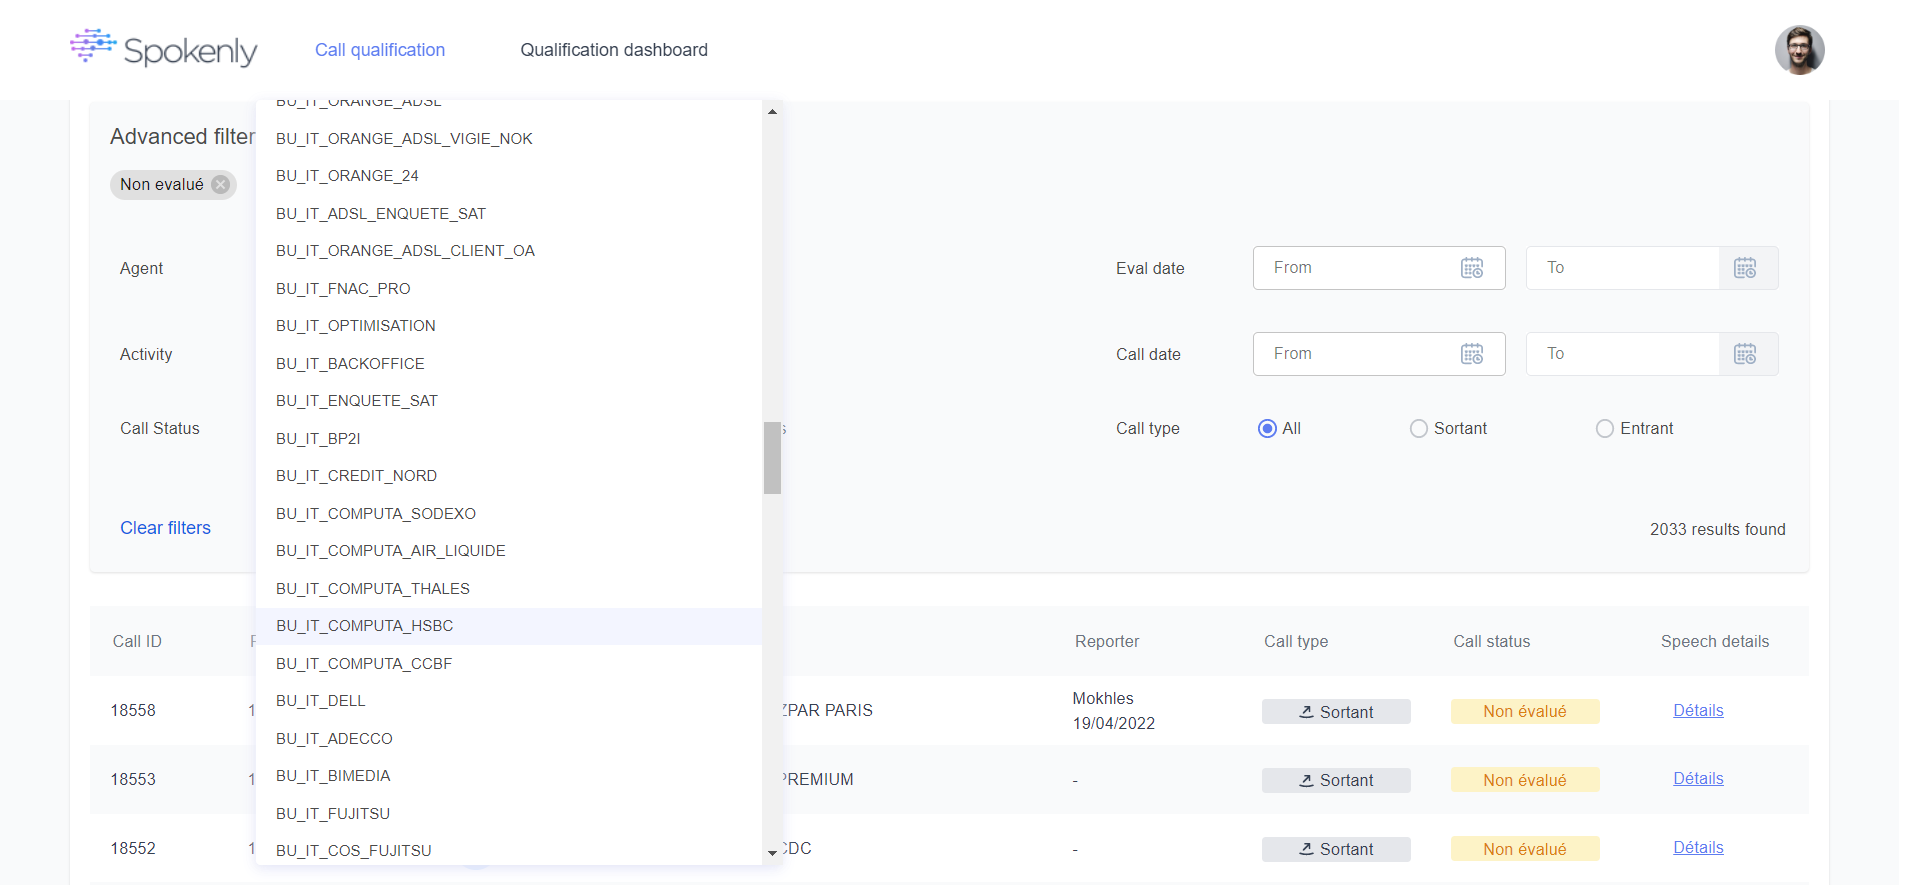 Spokenly
Call qualification
Qualification dashboard
Advanced filter
Non evalué
Agent
Activity
Call Status
Clear filters
BU_IT_ORANGE_ADSL
BU_IT_ORANGE_ADSL_VIGIE_NOK
BU_IT_ORANGE_24
BU_IT_ADSL_ENQUETE_SAT
BU_IT_ORANGE_ADSL_CLIENT_OA
BU_IT_FNAC_PRO
BU_IT_OPTIMISATION
BU_IT_BACKOFFICE
BU_IT_ENQUETE_SAT
BU_IT_BP2I
BU_IT_CREDIT_NORD
BU_IT_COMPUTA_SODEXO
BU_IT_COMPUTA_AIR_LIQUIDE
BU_IT_COMPUTA_THALES
BU_IT_COMPUTA_HSBC
BU_IT_COMPUTA_CCBF
BU_IT_DELL
BU_IT_ADECCO
BU_IT_BIMEDIA
BU_IT_FUJITSU
BU_IT_COS_FUJITSU
Eval date From To
Call date From To
Call type All Sortant Entrant
2033 results found
Call ID Reporter Call type Call status Speech details
18558 PARIS Mokhles 19/04/2022 Sortant Non évalué Détails
18553 PREMIUM - Sortant Non évalué Détails
18552 CDC - Sortant Non évalué Détails